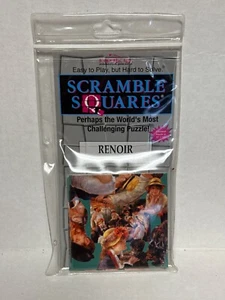 Easy to Play, but Hard to Solve
SCRAMBLE
SQUARES
Perhaps the World's Most
Challenging Puzzle!
RENOIR